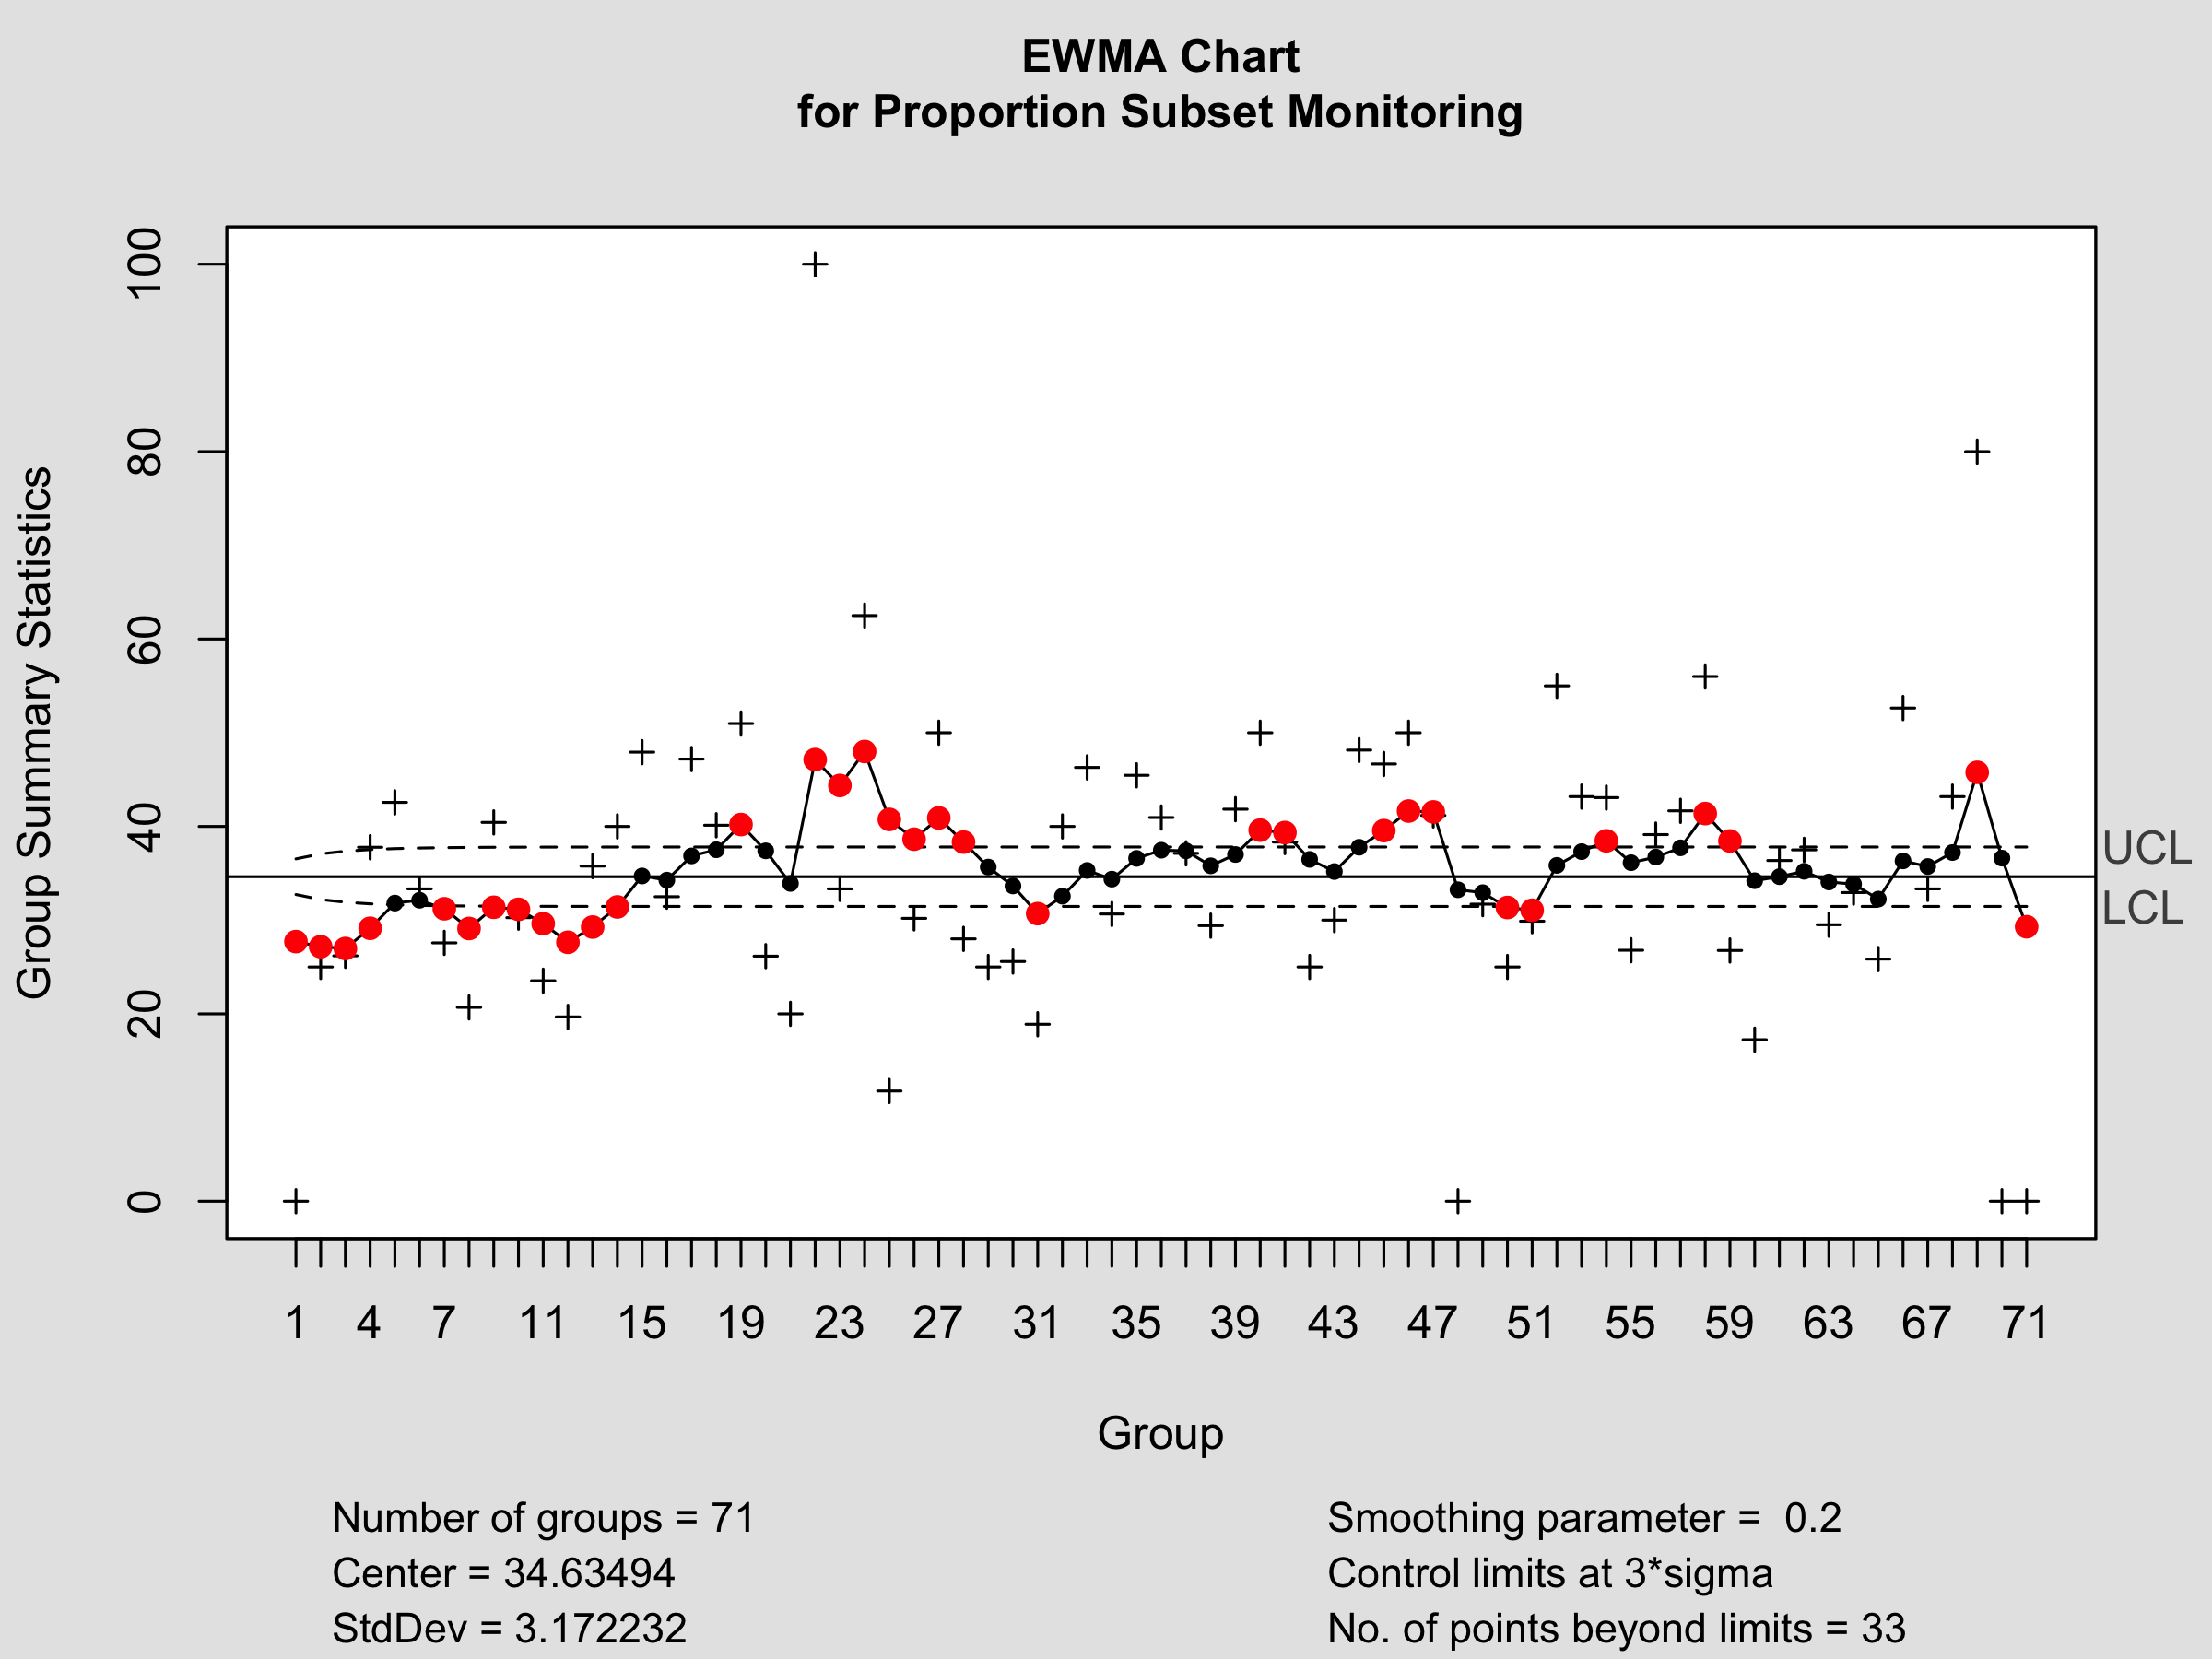 EWMA Chart
for Proportion Subset Monitoring
Group Summary Statistics
100
80
60
40
20
0
UCL
LCL
1 4 7 11 15 19 23 27 31 35 39 43 47 51 55 59 63 67 71
Group
Number of groups = 71
Center = 34.63494
StdDev = 3.172232
Smoothing parameter = 0.2
Control limits at 3*sigma
No. of points beyond limits = 33